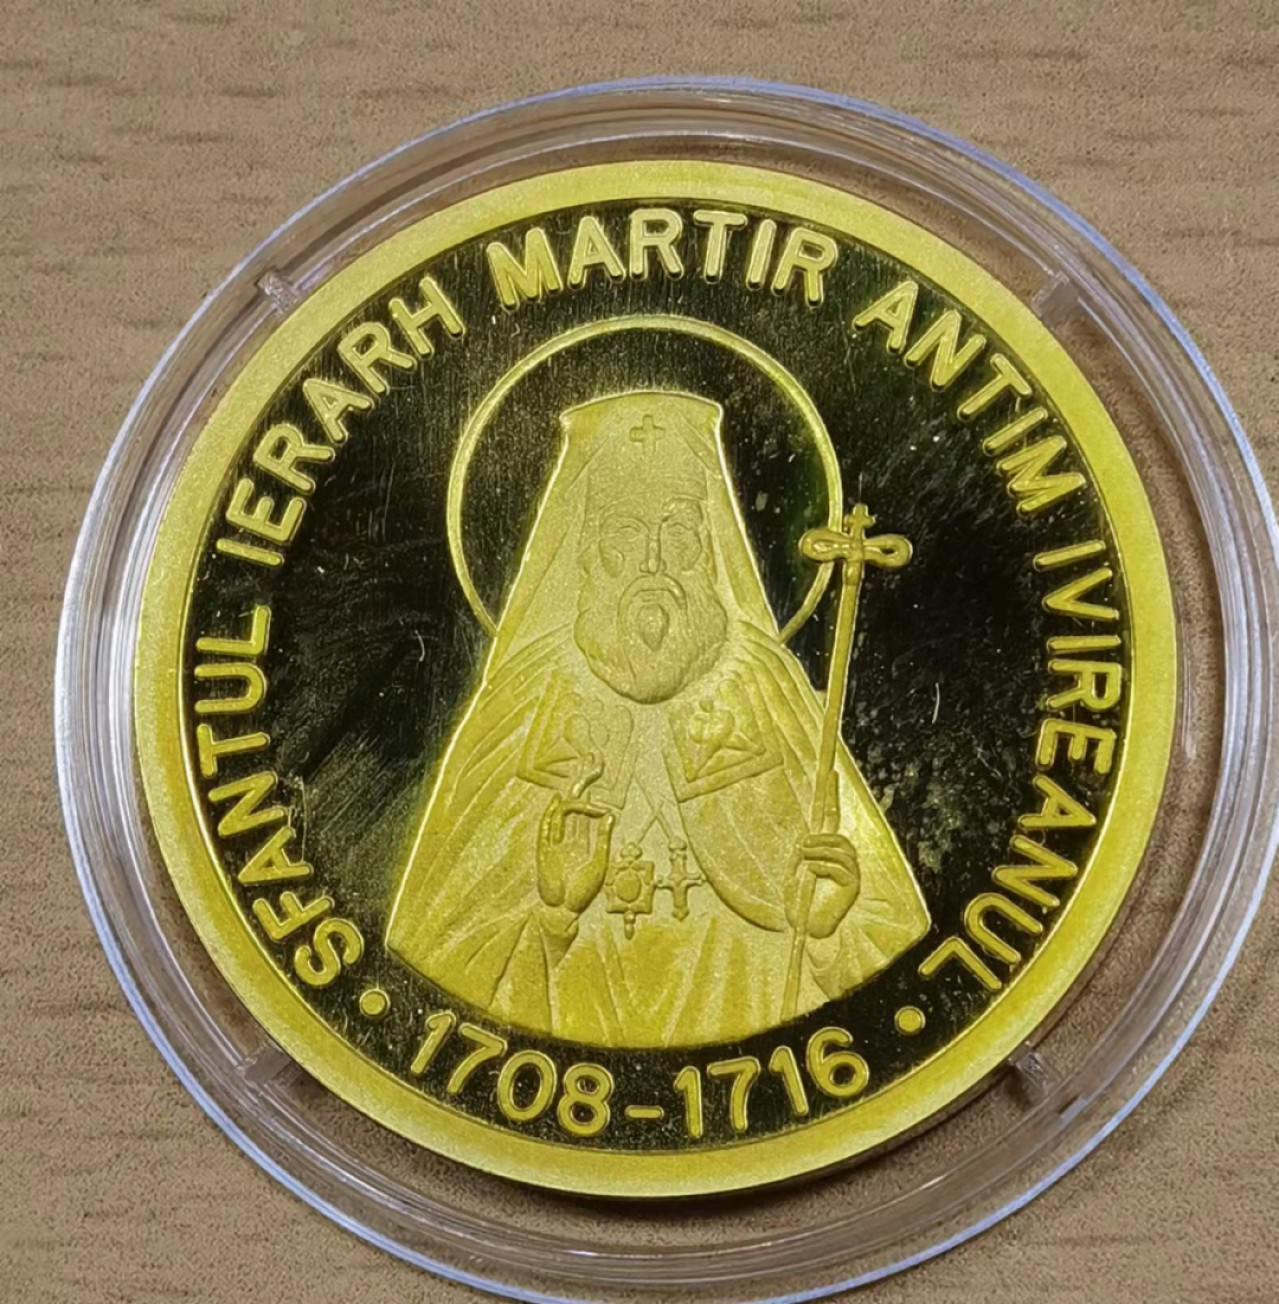 SFANTUL IERARH MARTIR ANTIM IVIREANUL
1708-1716